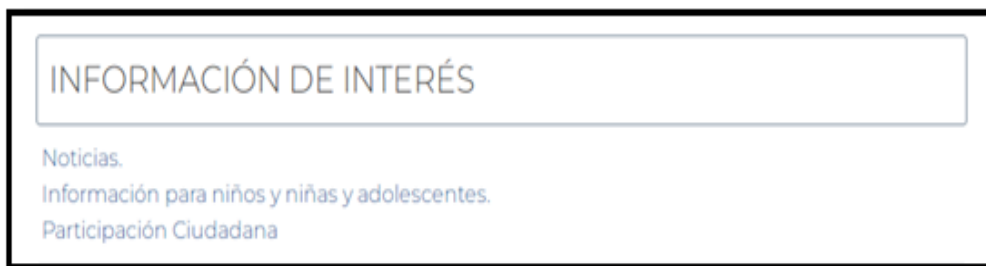 INFORMACIÓN DE INTERÉS
Noticias.
Información para niños y niñas y adolescentes.
Participación Ciudadana